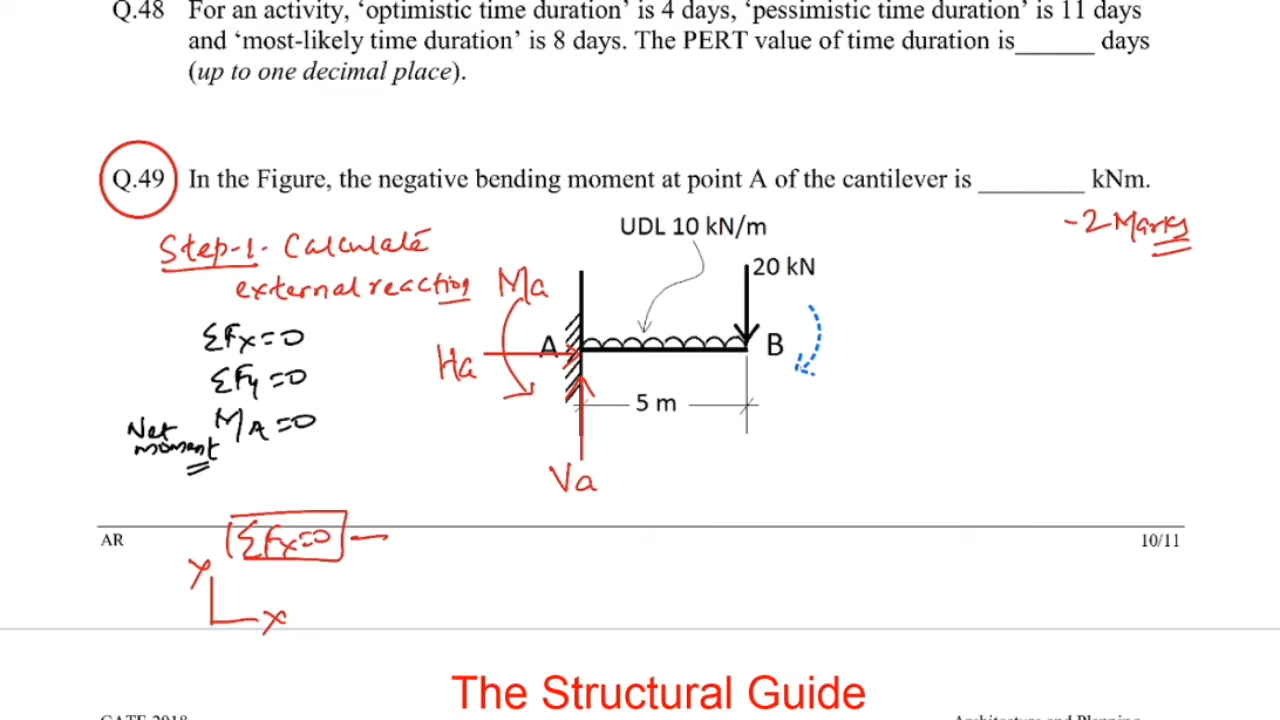 Q.48 For an activity, ‘optimistic time duration’ is 4 days, ‘pessimistic time duration’ is 11 days
and ‘most-likely time duration’ is 8 days. The PERT value of time duration is______ days
(up to one decimal place).
Q.49 In the Figure, the negative bending moment at point A of the cantilever is ________ kNm.
-2 Marks
Step-1. Calculate
external reaction
UDL 10 kN/m
20 kN
Ma
ΣFx=0
A
B
Ha
ΣFy=0
5 m
Net
moment
MA=0
Va
AR
ΣFx=0
10/11
y
x
The Structural Guide
GATE 2018
Architecture and Planning